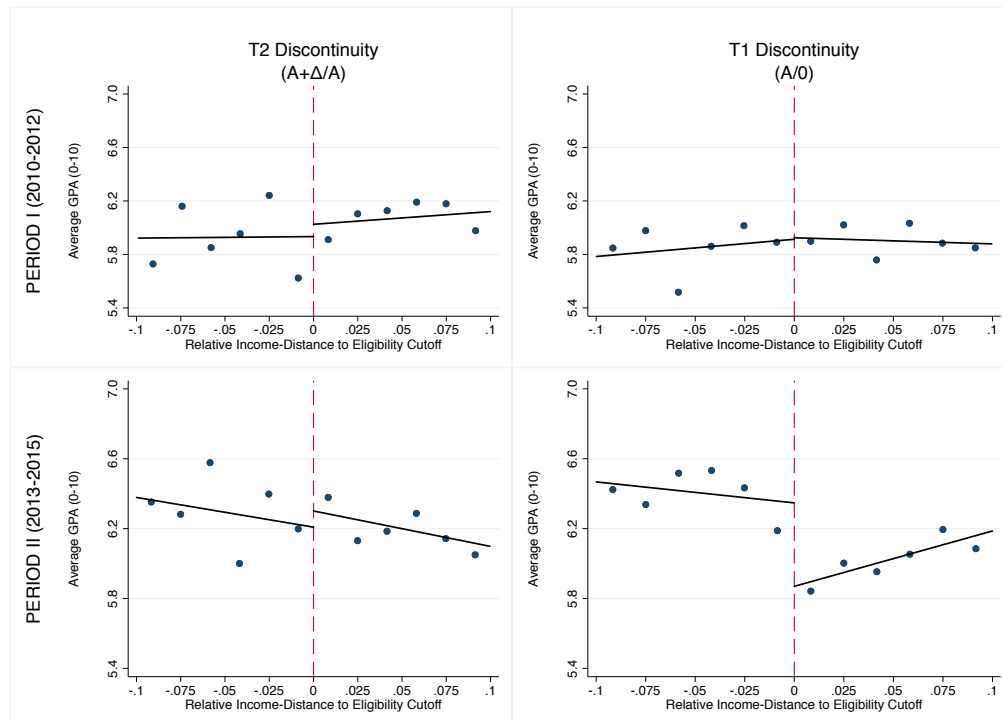 T2 Discontinuity
(A+Δ/A)
T1 Discontinuity
(A/0)
PERIOD I (2010-2012)
Average GPA (0-10)
7.0
6.6
6.2
5.8
5.4
-.1 -.075 -.05 -.025 0 .025 .05 .075 .1
Relative Income-Distance to Eligibility Cutoff
Average GPA (0-10)
7.0
6.6
6.2
5.8
5.4
-.1 -.075 -.05 -.025 0 .025 .05 .075 .1
Relative Income-Distance to Eligibility Cutoff
PERIOD II (2013-2015)
Average GPA (0-10)
7.0
6.6
6.2
5.8
5.4
-.1 -.075 -.05 -.025 0 .025 .05 .075 .1
Relative Income-Distance to Eligibility Cutoff
Average GPA (0-10)
7.0
6.6
6.2
5.8
5.4
-.1 -.075 -.05 -.025 0 .025 .05 .075 .1
Relative Income-Distance to Eligibility Cutoff